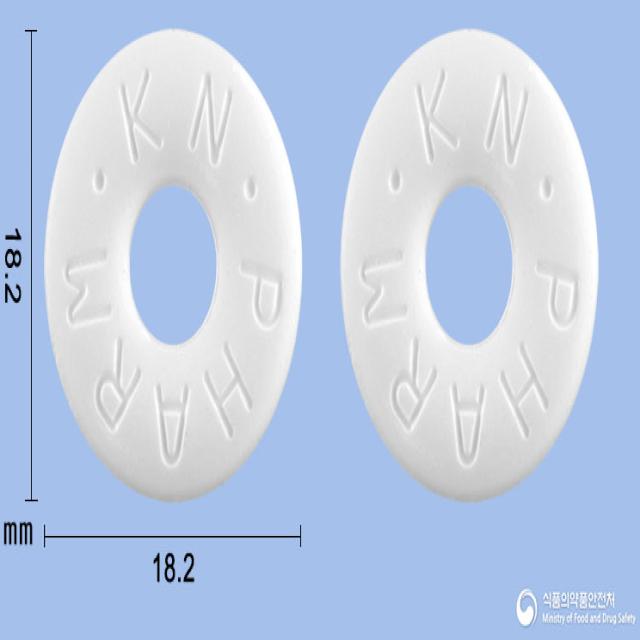 · KN · PHARM
· KN · PHARM
18.2
mm
18.2
식품의약품안전처
Ministry of Food and Drug Safety